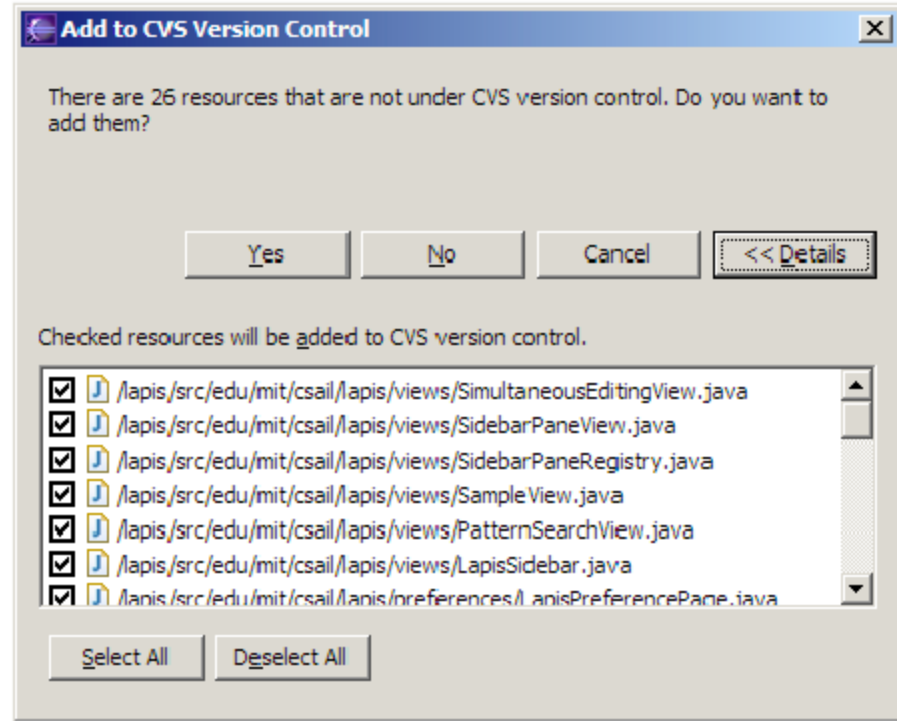 Add to CVS Version Control
There are 26 resources that are not under CVS version control. Do you want to
add them?
Yes
No
Cancel
<< Details
Checked resources will be added to CVS version control.
/lapis/src/edu/mit/csail/lapis/views/SimultaneousEditingView.java
/lapis/src/edu/mit/csail/lapis/views/SidebarPaneView.java
/lapis/src/edu/mit/csail/lapis/views/SidebarPaneRegistry.java
/lapis/src/edu/mit/csail/lapis/views/SampleView.java
/lapis/src/edu/mit/csail/lapis/views/PatternSearchView.java
/lapis/src/edu/mit/csail/lapis/views/LapisSidebar.java
/lapis/src/edu/mit/csail/lapis/preferences/LapisPreferencePage.java
Select All
Deselect All